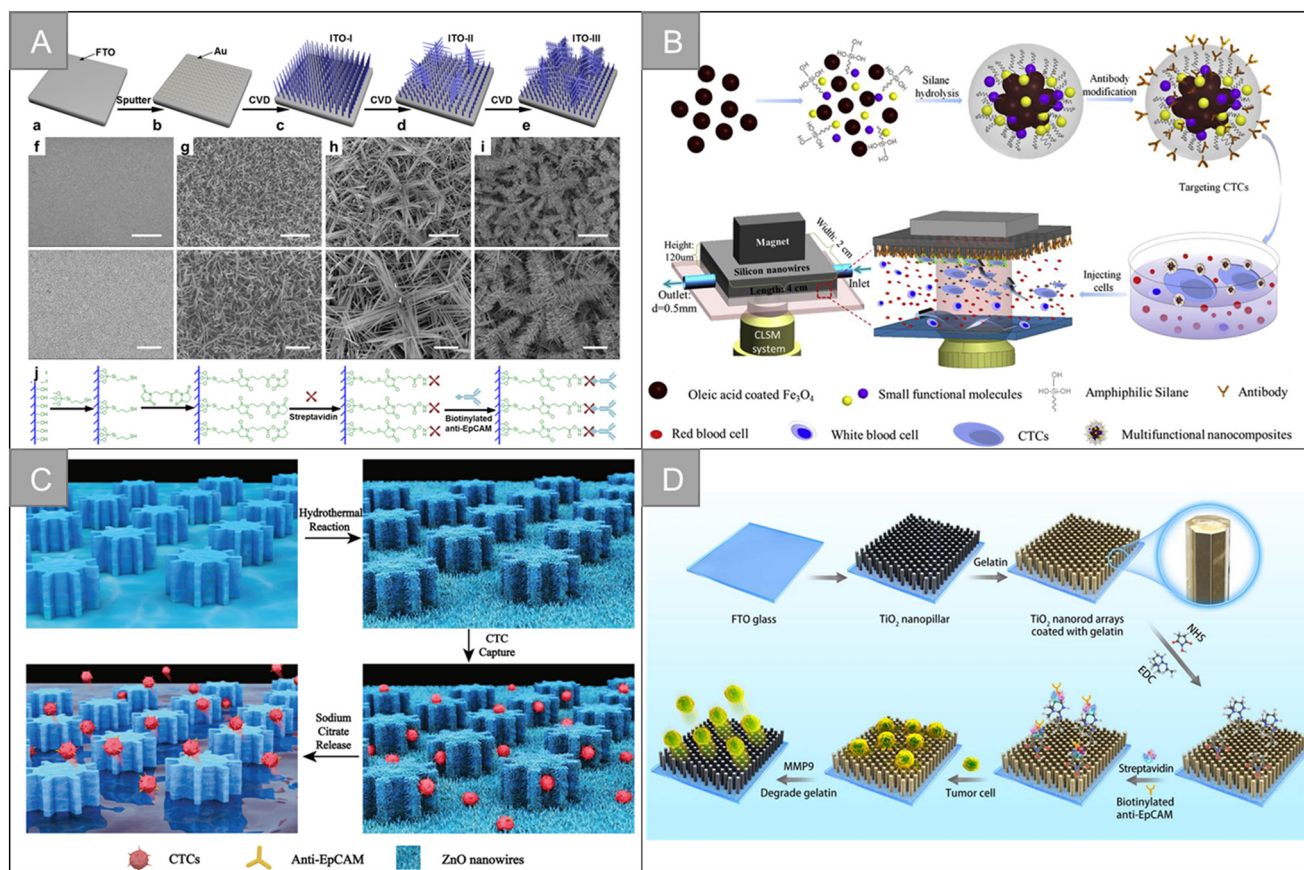 A
FTO
Au
ITO-I
ITO-II
ITO-III
Sputter
CVD
CVD
CVD
a
b
c
d
e
f
g
h
i
j
Streptavidin
Biotinylated
anti-EpCAM
B
Silane
hydrolysis
Antibody
modification
Targeting CTCs
Height:
120um
Magnet
Width: 2 cm
Silicon nanowires
Length: 4 cm
Inlet
Outlet:
d=0.5mm
CLSM
system
Injecting
cells
Oleic acid coated Fe₃O₄
Small functional molecules
OH
HO-Si-OH
Amphiphilic Silane
Antibody
Red blood cell
White blood cell
CTCs
Multifunctional nanocomposites
C
Hydrothermal
Reaction
CTC
Capture
Sodium
Citrate
Release
CTCs
Anti-EpCAM
ZnO nanowires
D
FTO glass
TiO₂ nanopillar
Gelatin
TiO₂ nanorod arrays
coated with gelatin
NHS
EDC
Streptavidin
Biotinylated
anti-EpCAM
Tumor cell
MMP9
Degrade gelatin